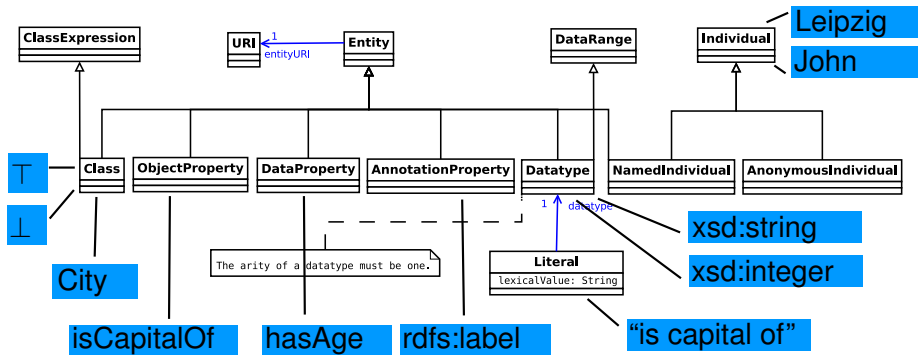 Leipzig
ClassExpression
1
URI
Entity
DataRange
Individual
entityURI
John
⊤
Class
ObjectProperty
DataProperty
AnnotationProperty
Datatype
NamedIndividual
AnonymousIndividual
⊥
1
datatype
xsd:string
The arity of a datatype must be one.
Literal
lexicalValue: String
xsd:integer
City
isCapitalOf
hasAge
rdfs:label
“is capital of”